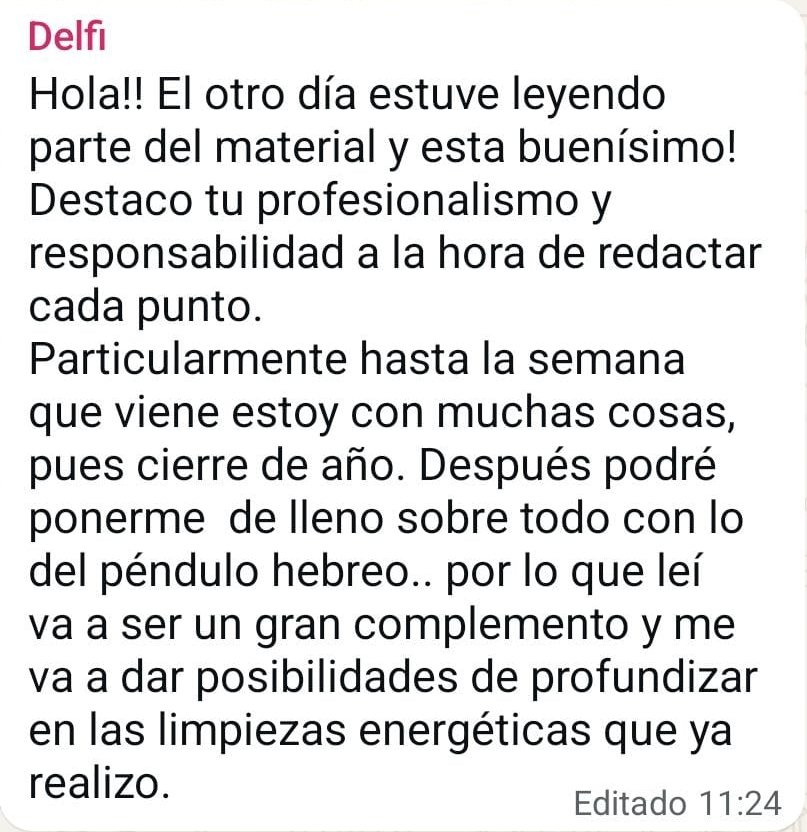 Delfi
Hola!! El otro día estuve leyendo
parte del material y esta buenísimo!
Destaco tu profesionalismo y
responsabilidad a la hora de redactar
cada punto.
Particularmente hasta la semana
que viene estoy con muchas cosas,
pues cierre de año. Después podré
ponerme  de lleno sobre todo con lo
del péndulo hebreo.. por lo que leí
va a ser un gran complemento y me
va a dar posibilidades de profundizar
en las limpiezas energéticas que ya
realizo.
Editado 11:24